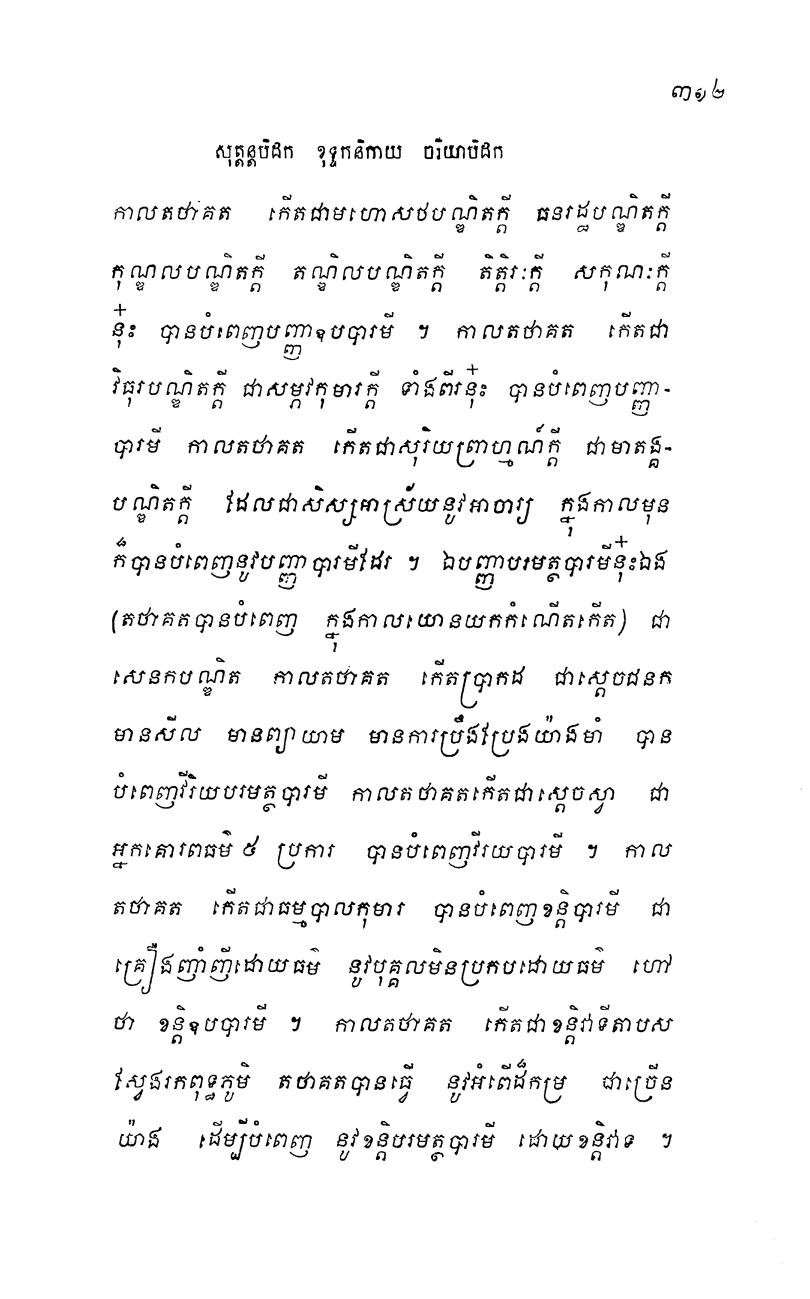 ៣១២
សុត្តន្តបិដក ខុទ្ទកនិកាយ ចរិយាបិដក
កាលតថាគត កើតជាមហោសថបណ្ឌិតក្តី ធនរដ្ឋបណ្ឌិតក្តី
កុណ្ឌលបណ្ឌិតក្តី តណ្ឌិលបណ្ឌិតក្តី តិត្តិរៈក្តី សកុណៈក្តី
នុ៎ះ បានបំពេញបញ្ញាឧបបារមី ។ កាលតថាគត កើតជា
វិធុរបណ្ឌិតក្តី ជាសម្ភវកុមារក្តី ទាំងពីរនុ៎ះ បានបំពេញបញ្ញា-
បារមី កាលតថាគត កើតជាសុរិយព្រាហ្មណ៍ក្តី ជាមាតង្គ-
បណ្ឌិតក្តី ដែលជាសិស្សអាស្រ័យនូវអាចារ្យ ក្នុងកាលមុន
ក៏បានបំពេញនូវបញ្ញាបារមីដែរ ។ ឯបញ្ញាបរមត្ថបារមីនុ៎ះឯង
(តថាគតបានបំពេញ ក្នុងកាលយោនយកកំណើតកើត) ជា
សេនកបណ្ឌិត កាលតថាគត កើតប្រាកដ ជាស្តេចជនក
មានសីល មានព្យាយាម មានការប្រឹងប្រែងយ៉ាងមាំ បាន
បំពេញវីរិយបរមត្ថបារមី កាលតថាគតកើតជាស្តេចស្វា ជា
អ្នកគោរពធម៌ ៥ ប្រការ បានបំពេញវីរយបារមី ។ កាល
តថាគត កើតជាធម្មបាលកុមារ បានបំពេញខន្តិបារមី ជា
គ្រឿងញាំញីដោយធម៌ នូវបុគ្គលមិនប្រកបដោយធម៌ ហៅ
ថា ខន្តិឧបបារមី ។ កាលតថាគត កើតជាខន្តិវាទីតាបស
ស្វែងរកពុទ្ធភូមិ តថាគតបានធ្វើ នូវអំពើដ៏កម្រ ជាច្រើន
យ៉ាង ដើម្បីបំពេញ នូវខន្តិបរមត្ថបារមី ដោយខន្តិវាទ ។